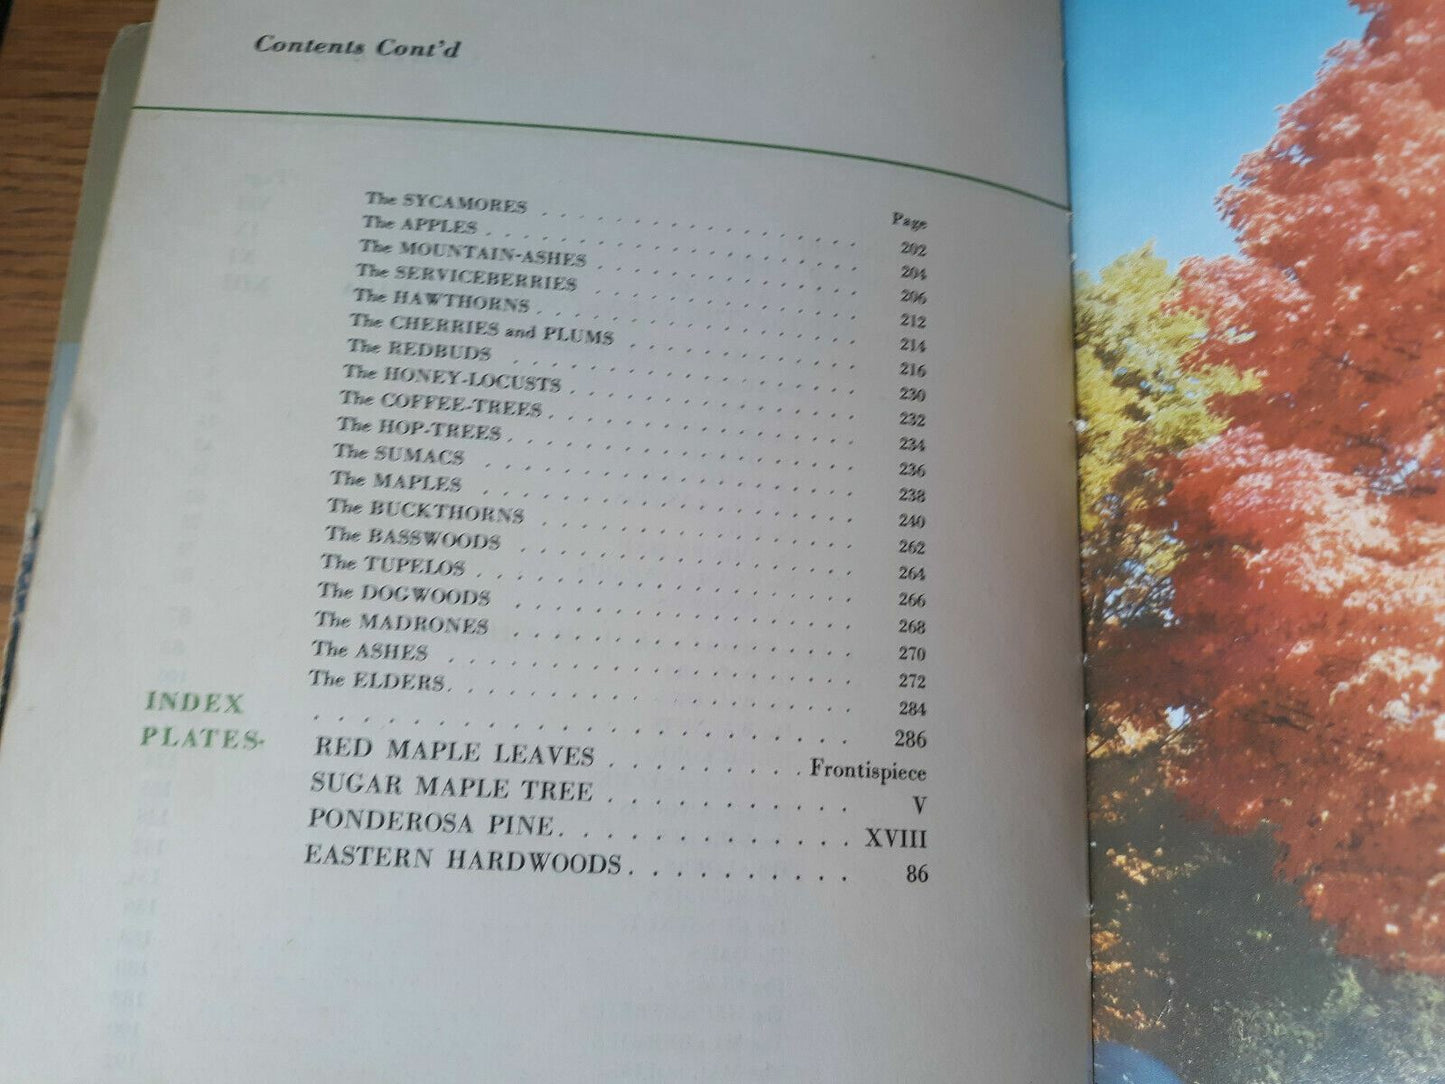 Contents Cont'd
Page
The SYCAMORES . . . . . . . . . . . . . . . . 202
The APPLES . . . . . . . . . . . . . . . . . . 204
The MOUNTAIN-ASHES . . . . . . . . . . . . . 206
The SERVICEBERRIES . . . . . . . . . . . . . 212
The HAWTHORNS . . . . . . . . . . . . . . . . 214
The CHERRIES and PLUMS . . . . . . . . . . . 216
The REDBUDS . . . . . . . . . . . . . . . . . 230
The HONEY-LOCUSTS . . . . . . . . . . . . . . 232
The COFFEE-TREES . . . . . . . . . . . . . . . 234
The HOP-TREES . . . . . . . . . . . . . . . . 236
The SUMACS . . . . . . . . . . . . . . . . . . 238
The MAPLES . . . . . . . . . . . . . . . . . . 240
The BUCKTHORNS . . . . . . . . . . . . . . . 262
The BASSWOODS . . . . . . . . . . . . . . . . 264
The TUPELOS . . . . . . . . . . . . . . . . . 266
The DOGWOODS . . . . . . . . . . . . . . . . 268
The MADRONES . . . . . . . . . . . . . . . . 270
The ASHES . . . . . . . . . . . . . . . . . . 272
The ELDERS . . . . . . . . . . . . . . . . . . 284
INDEX . . . . . . . . . . . . . . . . . . . . 286
PLATES- RED MAPLE LEAVES . . . . . . . . Frontispiece
SUGAR MAPLE TREE . . . . . . . . . . . V
PONDEROSA PINE . . . . . . . . . . . . XVIII
EASTERN HARDWOODS . . . . . . . . . . 86